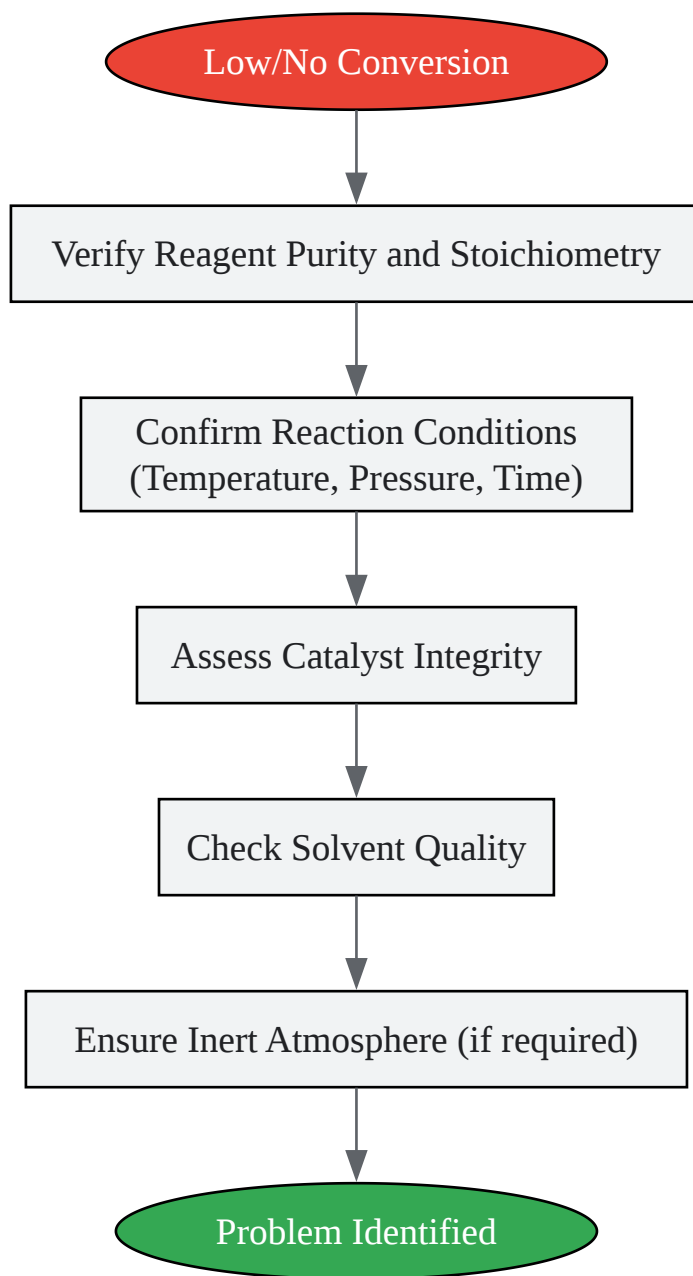 Low/No Conversion
Verify Reagent Purity and Stoichiometry
Confirm Reaction Conditions
(Temperature, Pressure, Time)
Assess Catalyst Integrity
Check Solvent Quality
Ensure Inert Atmosphere (if required)
Problem Identified